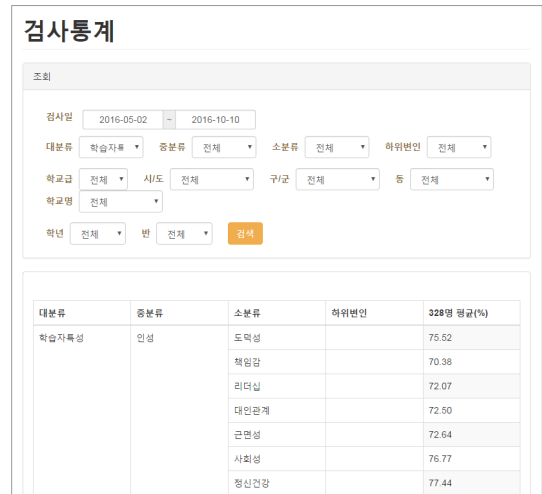 검사통계
조회
검사일 2016-05-02 ~ 2016-10-10
대분류 학습자특 중분류 전체 소분류 전체 하위변인 전체
학교급 전체 시/도 전체 구/군 전체 동 전체
학교명 전체
학년 전체 반 전체 검색
대분류 중분류 소분류 하위변인 328명 평균(%)
학습자특성 인성 도덕성 75.52
책임감 70.38
리더십 72.07
대인관계 72.50
근면성 72.64
사회성 76.77
정신건강 77.44